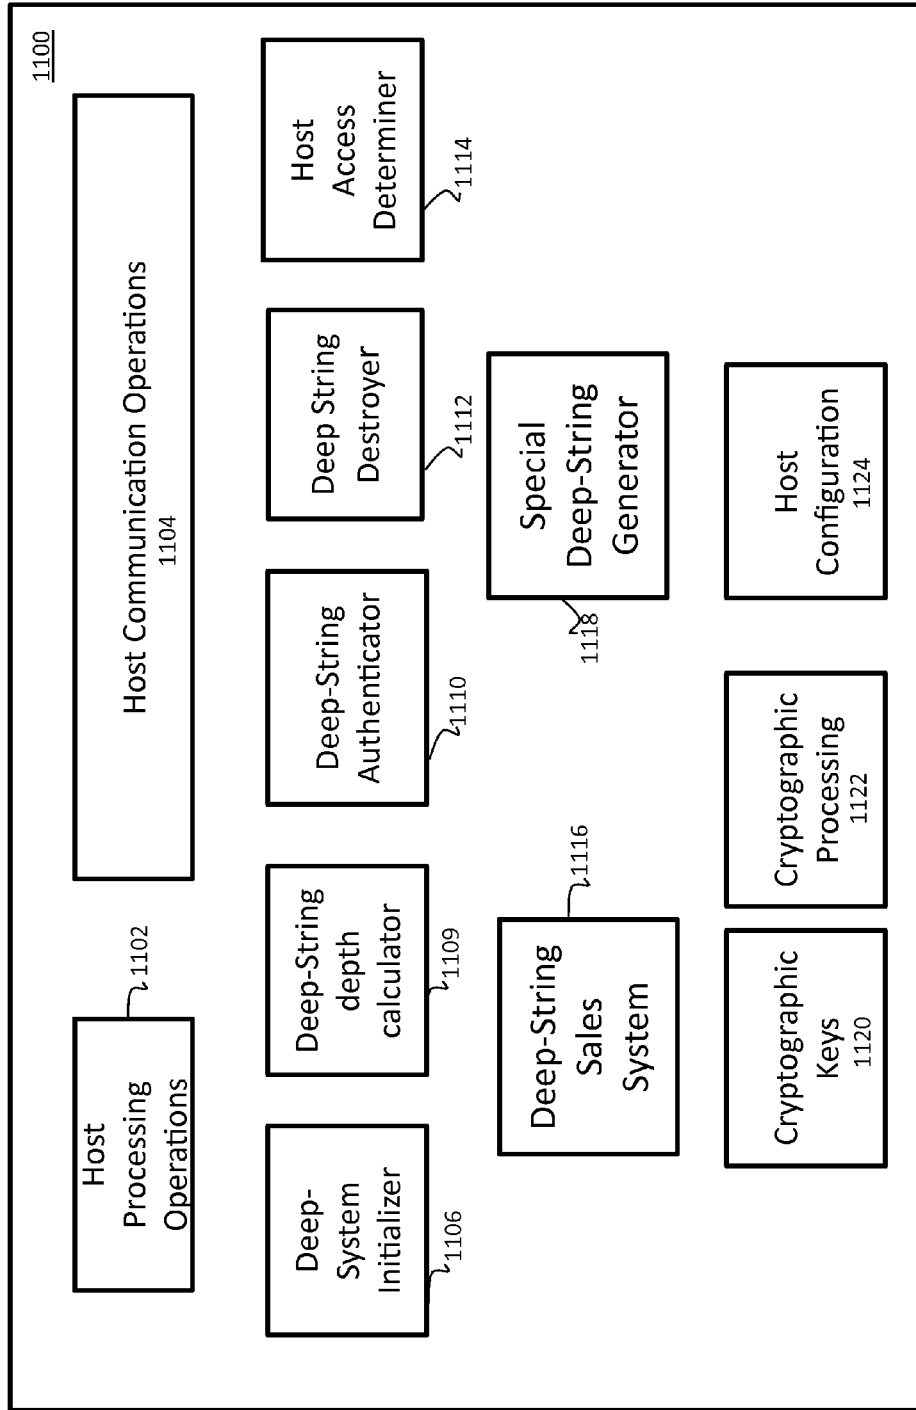 1100
Host
Processing
Operations
1102
Host Communication Operations
1104
Deep-
System
Initializer
1106
Deep-String
depth
calculator
1109
Deep-String
Authenticator
1110
Deep String
Destroyer
1112
Host
Access
Determiner
1114
Deep-String
Sales
System
1116
Special
Deep-String
Generator
1118
Cryptographic
Keys
1120
Cryptographic
Processing
1122
Host
Configuration
1124